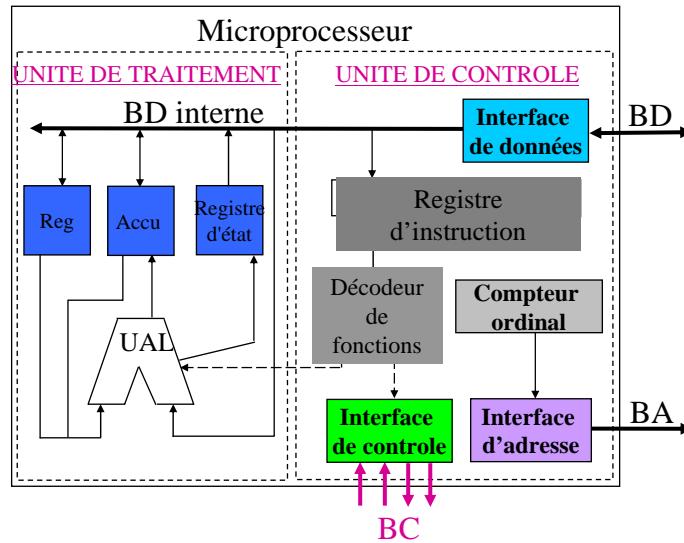 Microprocesseur
UNITE DE TRAITEMENT
UNITE DE CONTROLE
BD interne
Interface
de données
BD
Reg
Accu
Registre
d'état
Registre
d’instruction
Décodeur
de
fonctions
Compteur
ordinal
UAL
Interface
de controle
Interface
d’adresse
BA
BC